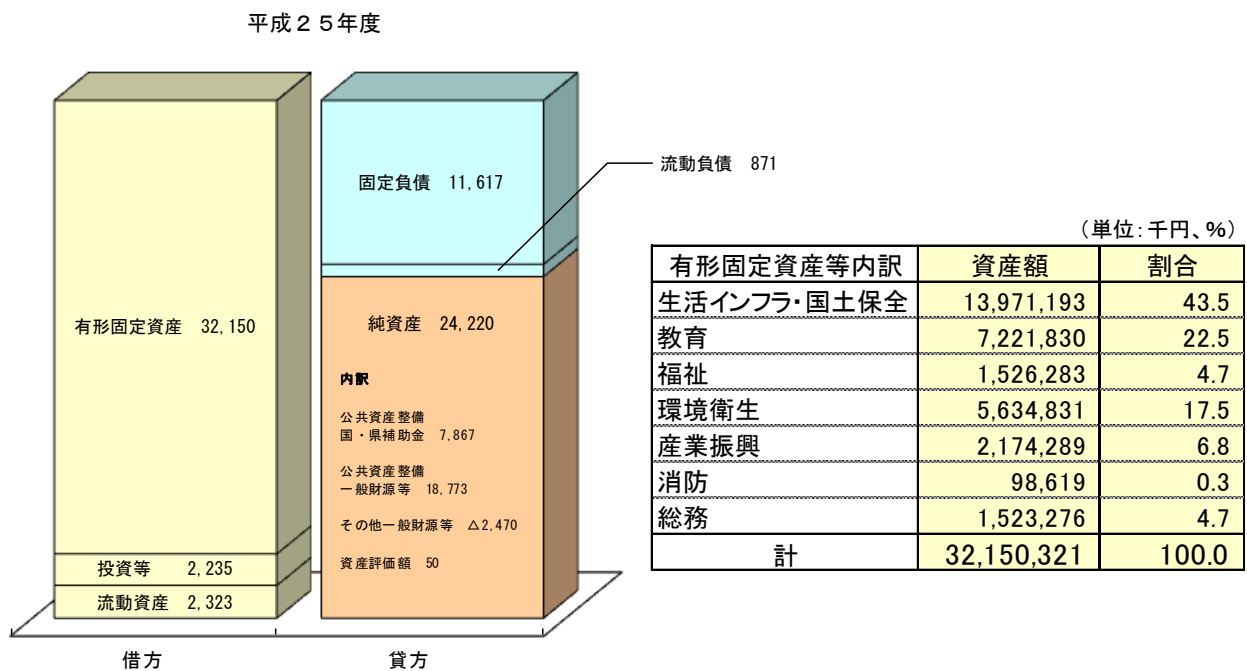 平成２５年度
固定負債　11,617
流動負債　871
有形固定資産　32,150
純資産　24,220
内訳
公共資産整備
国・県補助金　7,867
公共資産整備
一般財源等　18,773
その他一般財源等　△2,470
資産評価額　50
投資等　2,235
流動資産　2,323
借方　貸方
（単位：千円、％）
有形固定資産等内訳　資産額　割合
生活インフラ・国土保全　13,971,193　43.5
教育　7,221,830　22.5
福祉　1,526,283　4.7
環境衛生　5,634,831　17.5
産業振興　2,174,289　6.8
消防　98,619　0.3
総務　1,523,276　4.7
計　32,150,321　100.0